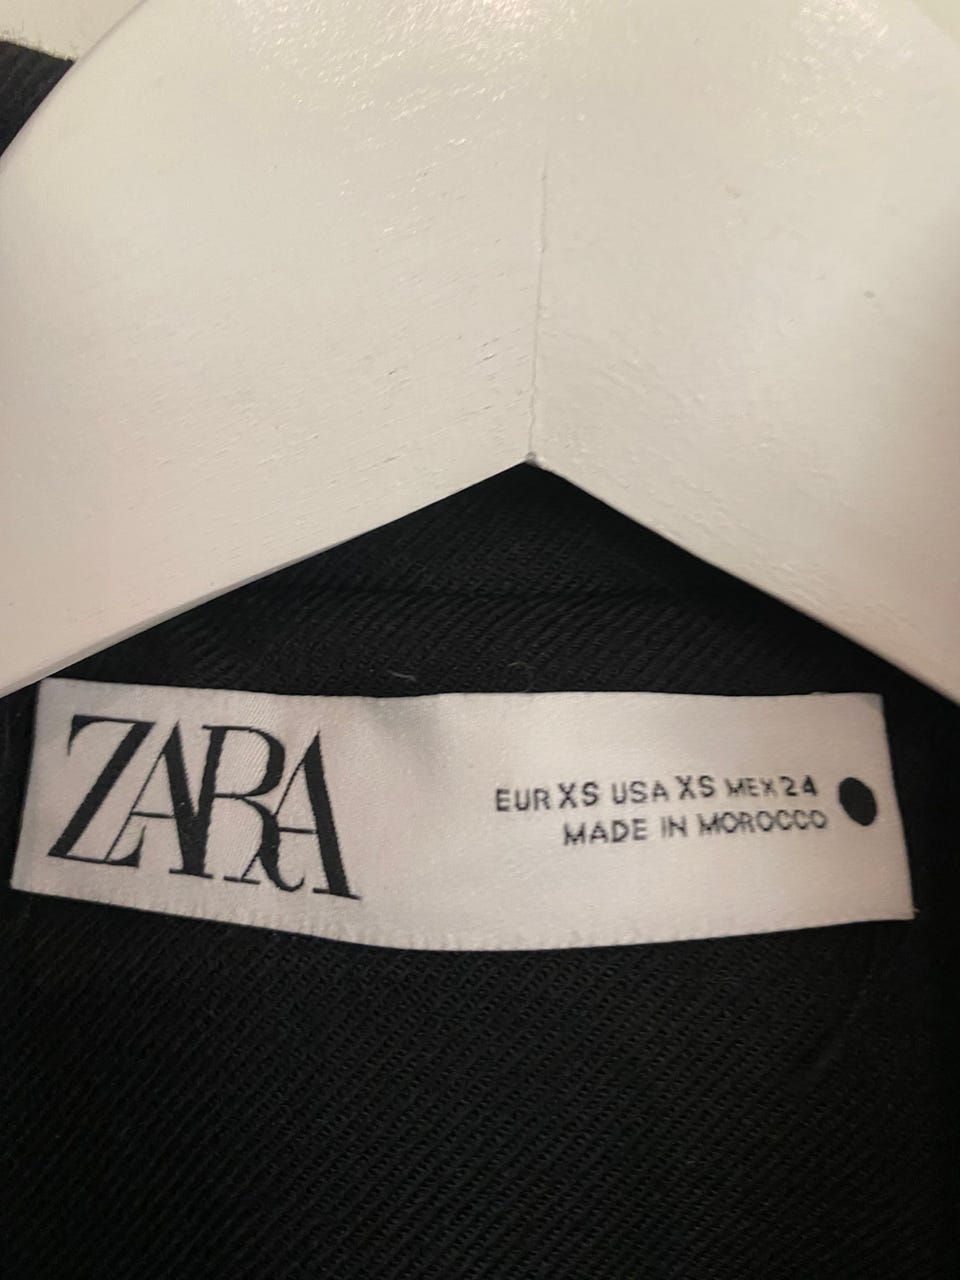 ZARA
EUR XS USA XS MEX 24
MADE IN MOROCCO